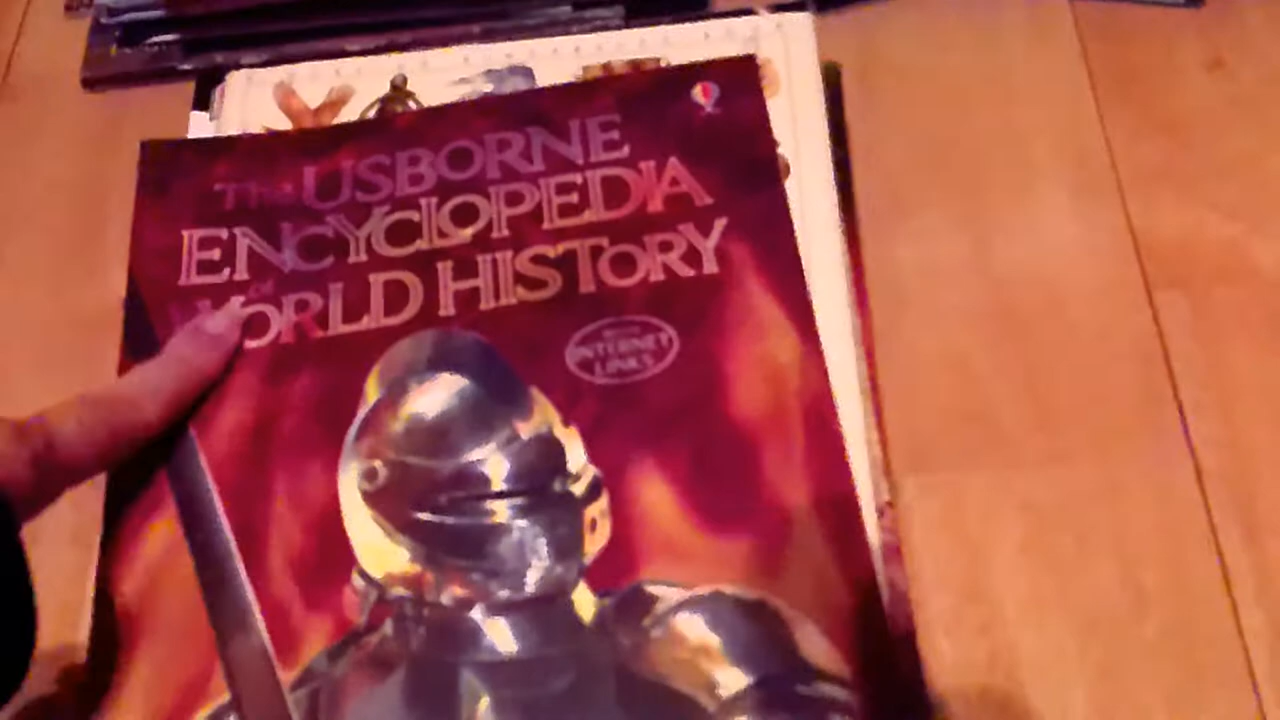 The USBORNE
ENCYCLOPEDIA
of
WORLD HISTORY
WITH
INTERNET
LINKS